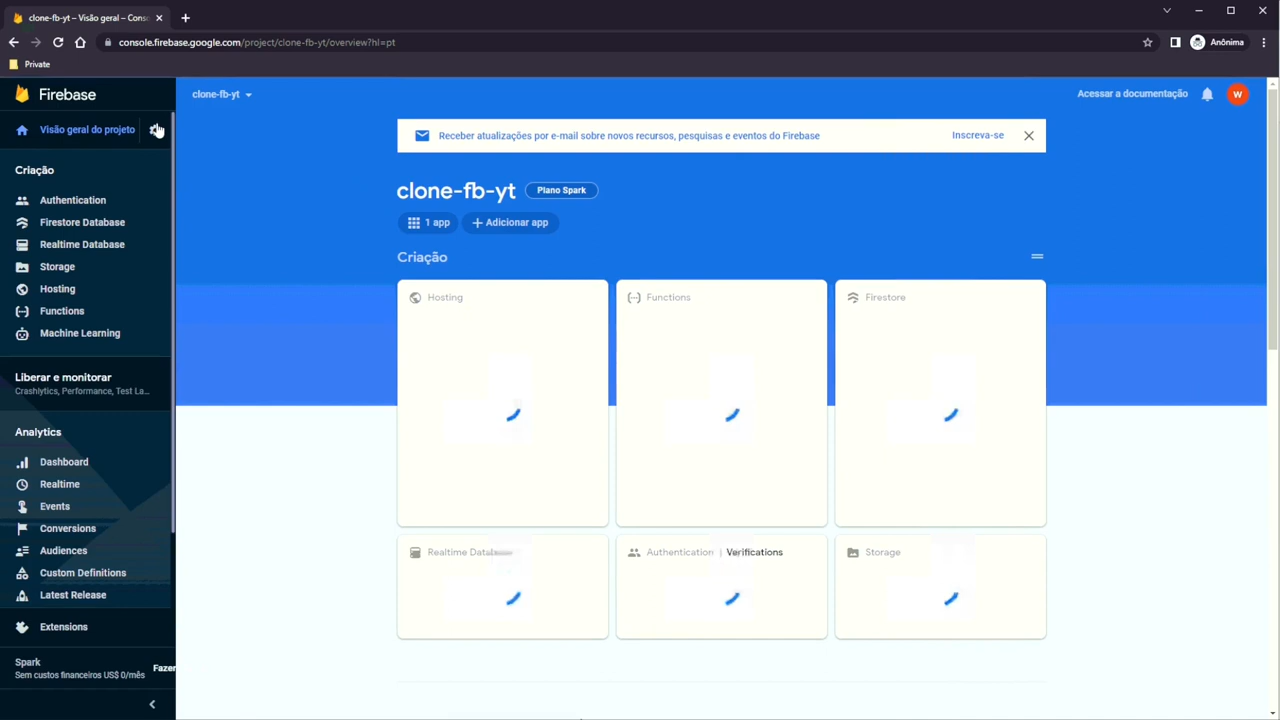 clone-fb-yt – Visão geral – Cons
console.firebase.google.com/project/clone-fb-yt/overview?hl=pt
Anônima
Private
Firebase
clone-fb-yt
Acessar a documentação
W
Visão geral do projeto
Receber atualizações por e-mail sobre novos recursos, pesquisas e eventos do Firebase
Inscreva-se
Criação
Authentication
Firestore Database
Realtime Database
Storage
Hosting
Functions
Machine Learning
Liberar e monitorar
Crashlytics, Performance, Test La...
Analytics
Dashboard
Realtime
Events
Conversions
Audiences
Custom Definitions
Latest Release
Extensions
Spark
Sem custos financeiros US$ 0/mês
Fazer
clone-fb-yt
Plano Spark
1 app
Adicionar app
Criação
Hosting
Functions
Firestore
Realtime Database
Authentication | Verifications
Storage